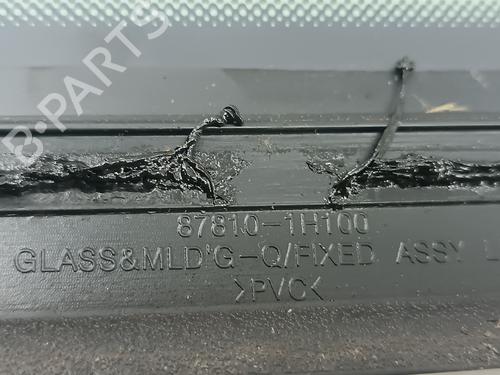 B-PARTS
87810-1H100
GLASS&MLD'G-Q/FIXED ASSY L
>PVC<